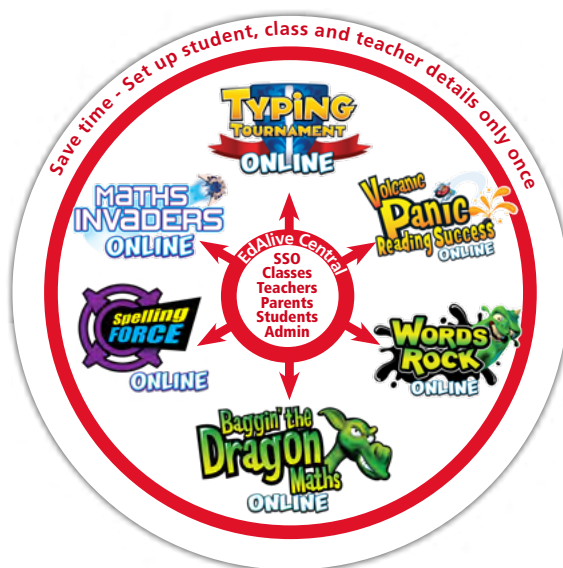 Save time - Set up student, class and teacher details only once
TYPING
TOURNAMENT
ONLINE
MATHS
INVADERS
ONLINE
Volcanic
Panic
Reading Success
ONLINE
EdAlive Central
SSO
Classes
Teachers
Parents
Students
Admin
Spelling
FORCE
ONLINE
WORDS
ROCK
ONLINE
Baggin' the
Dragon
Maths
ONLINE